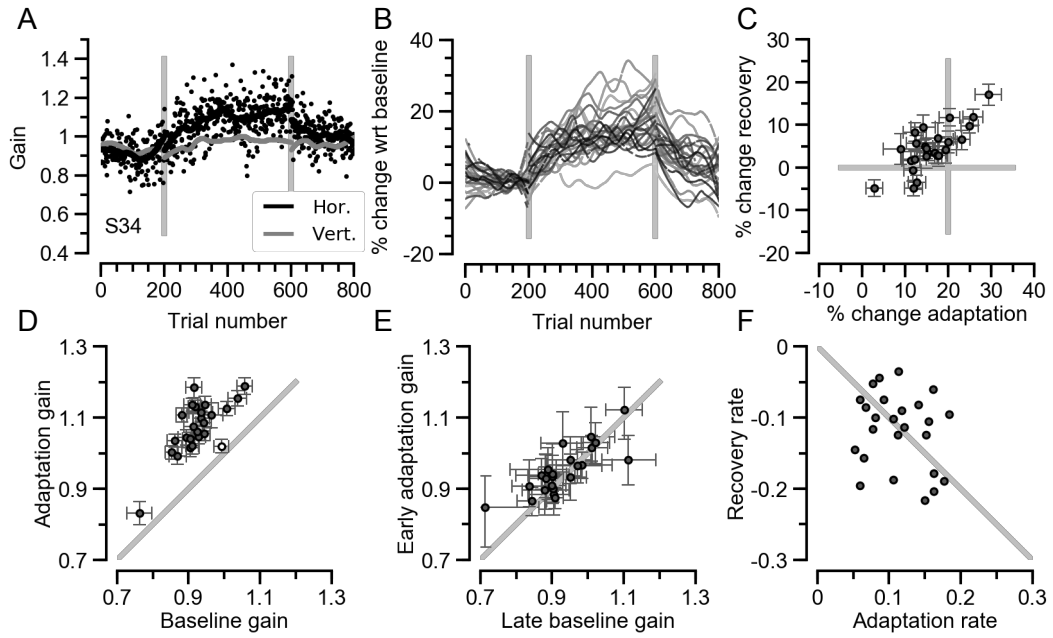 A
Gain
1.4
1.2
1
0.8
0.6
0.4
S34
Hor.
Vert.
0 200 400 600 800
Trial number
B
% change wrt baseline
40
20
0
-20
0 200 400 600 800
Trial number
C
% change recovery
30
20
10
0
-10
-20
-10 0 10 20 30 40
% change adaptation
D
Adaptation gain
1.3
1.1
0.9
0.7
0.7 0.9 1.1 1.3
Baseline gain
E
Early adaptation gain
1.3
1.1
0.9
0.7
0.7 0.9 1.1 1.3
Late baseline gain
F
Recovery rate
0
-0.1
-0.2
-0.3
0 0.1 0.2 0.3
Adaptation rate